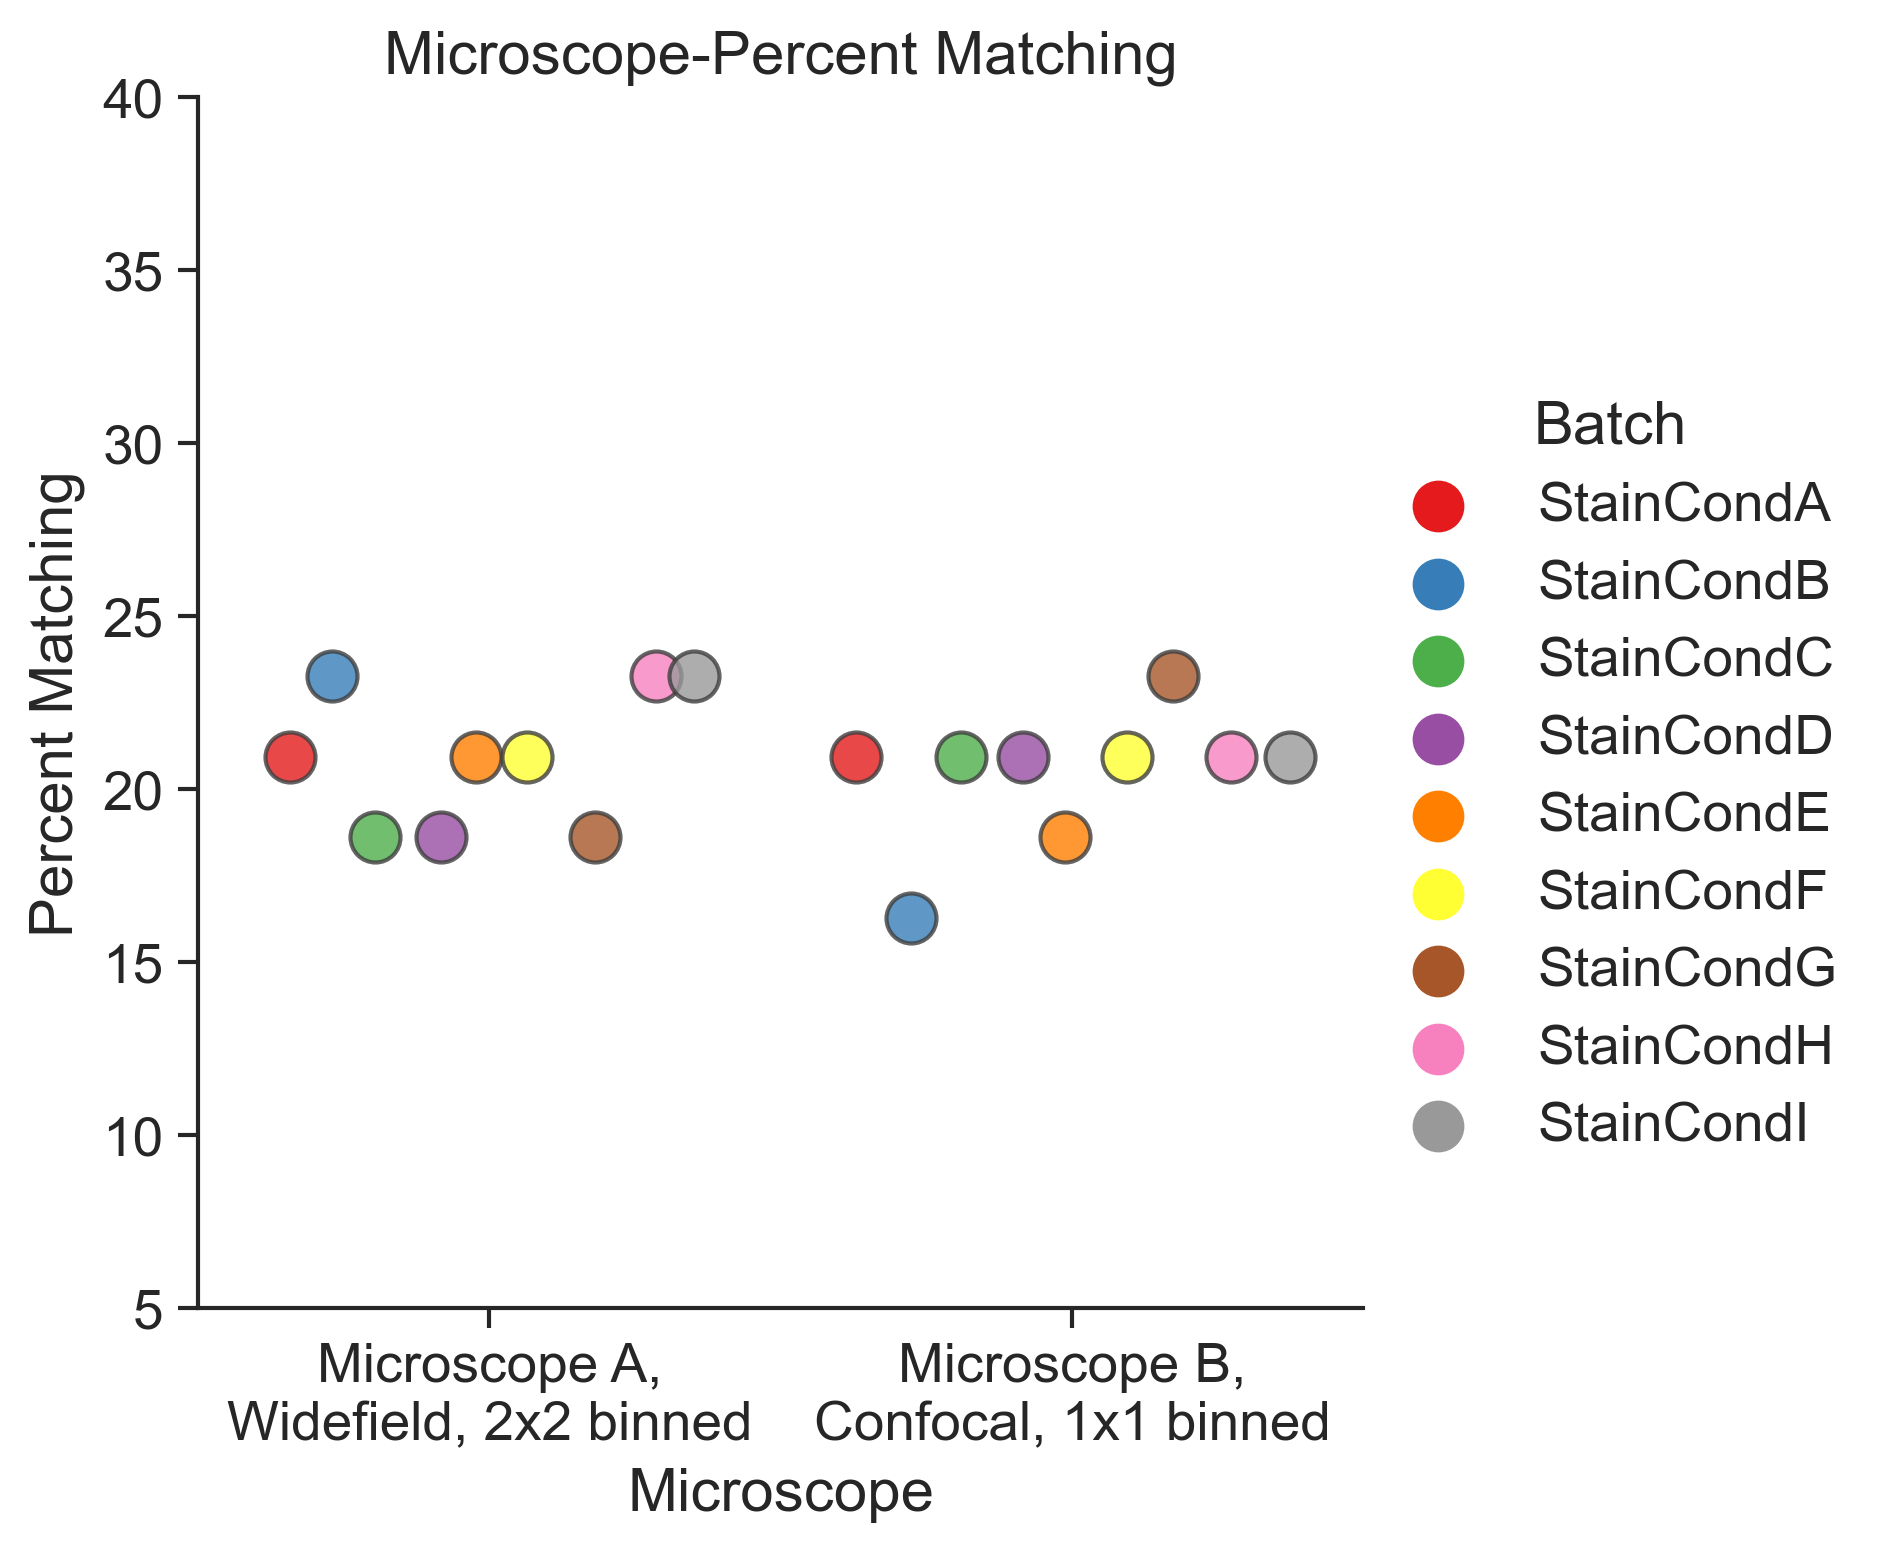 Microscope-Percent Matching
40
35
30
25
20
15
10
5
Percent Matching
Microscope A,
Widefield, 2x2 binned
Microscope B,
Confocal, 1x1 binned
Microscope
Batch
StainCondA
StainCondB
StainCondC
StainCondD
StainCondE
StainCondF
StainCondG
StainCondH
StainCondI